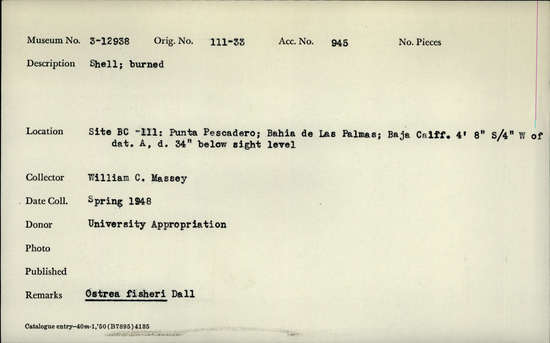 Museum No. 3-12938 Orig. No. 111-33 Acc. No. 945 No. Pieces
Description Shell; burned
Location Site BC -111: Punta Pescadero; Bahia de Las Palmas; Baja Calff. 4' 8" S/4" W of
dat. A, d. 34" below sight level
Collector William C. Massey
Date Coll. Spring 1948
Donor University Appropriation
Photo
Published
Remarks Ostrea fisheri Dall
Catalogue entry—40m-1,'50(B7895)4185